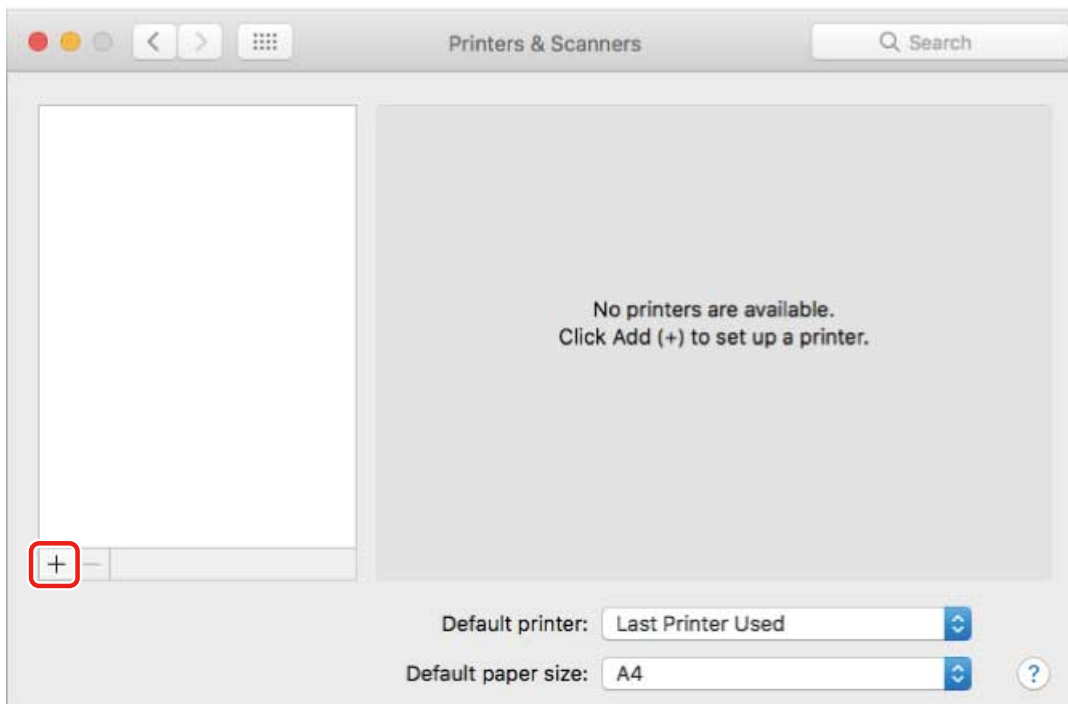 Printers & Scanners
Search
No printers are available.
Click Add (+) to set up a printer.
+
−
Default printer: Last Printer Used
Default paper size: A4
?